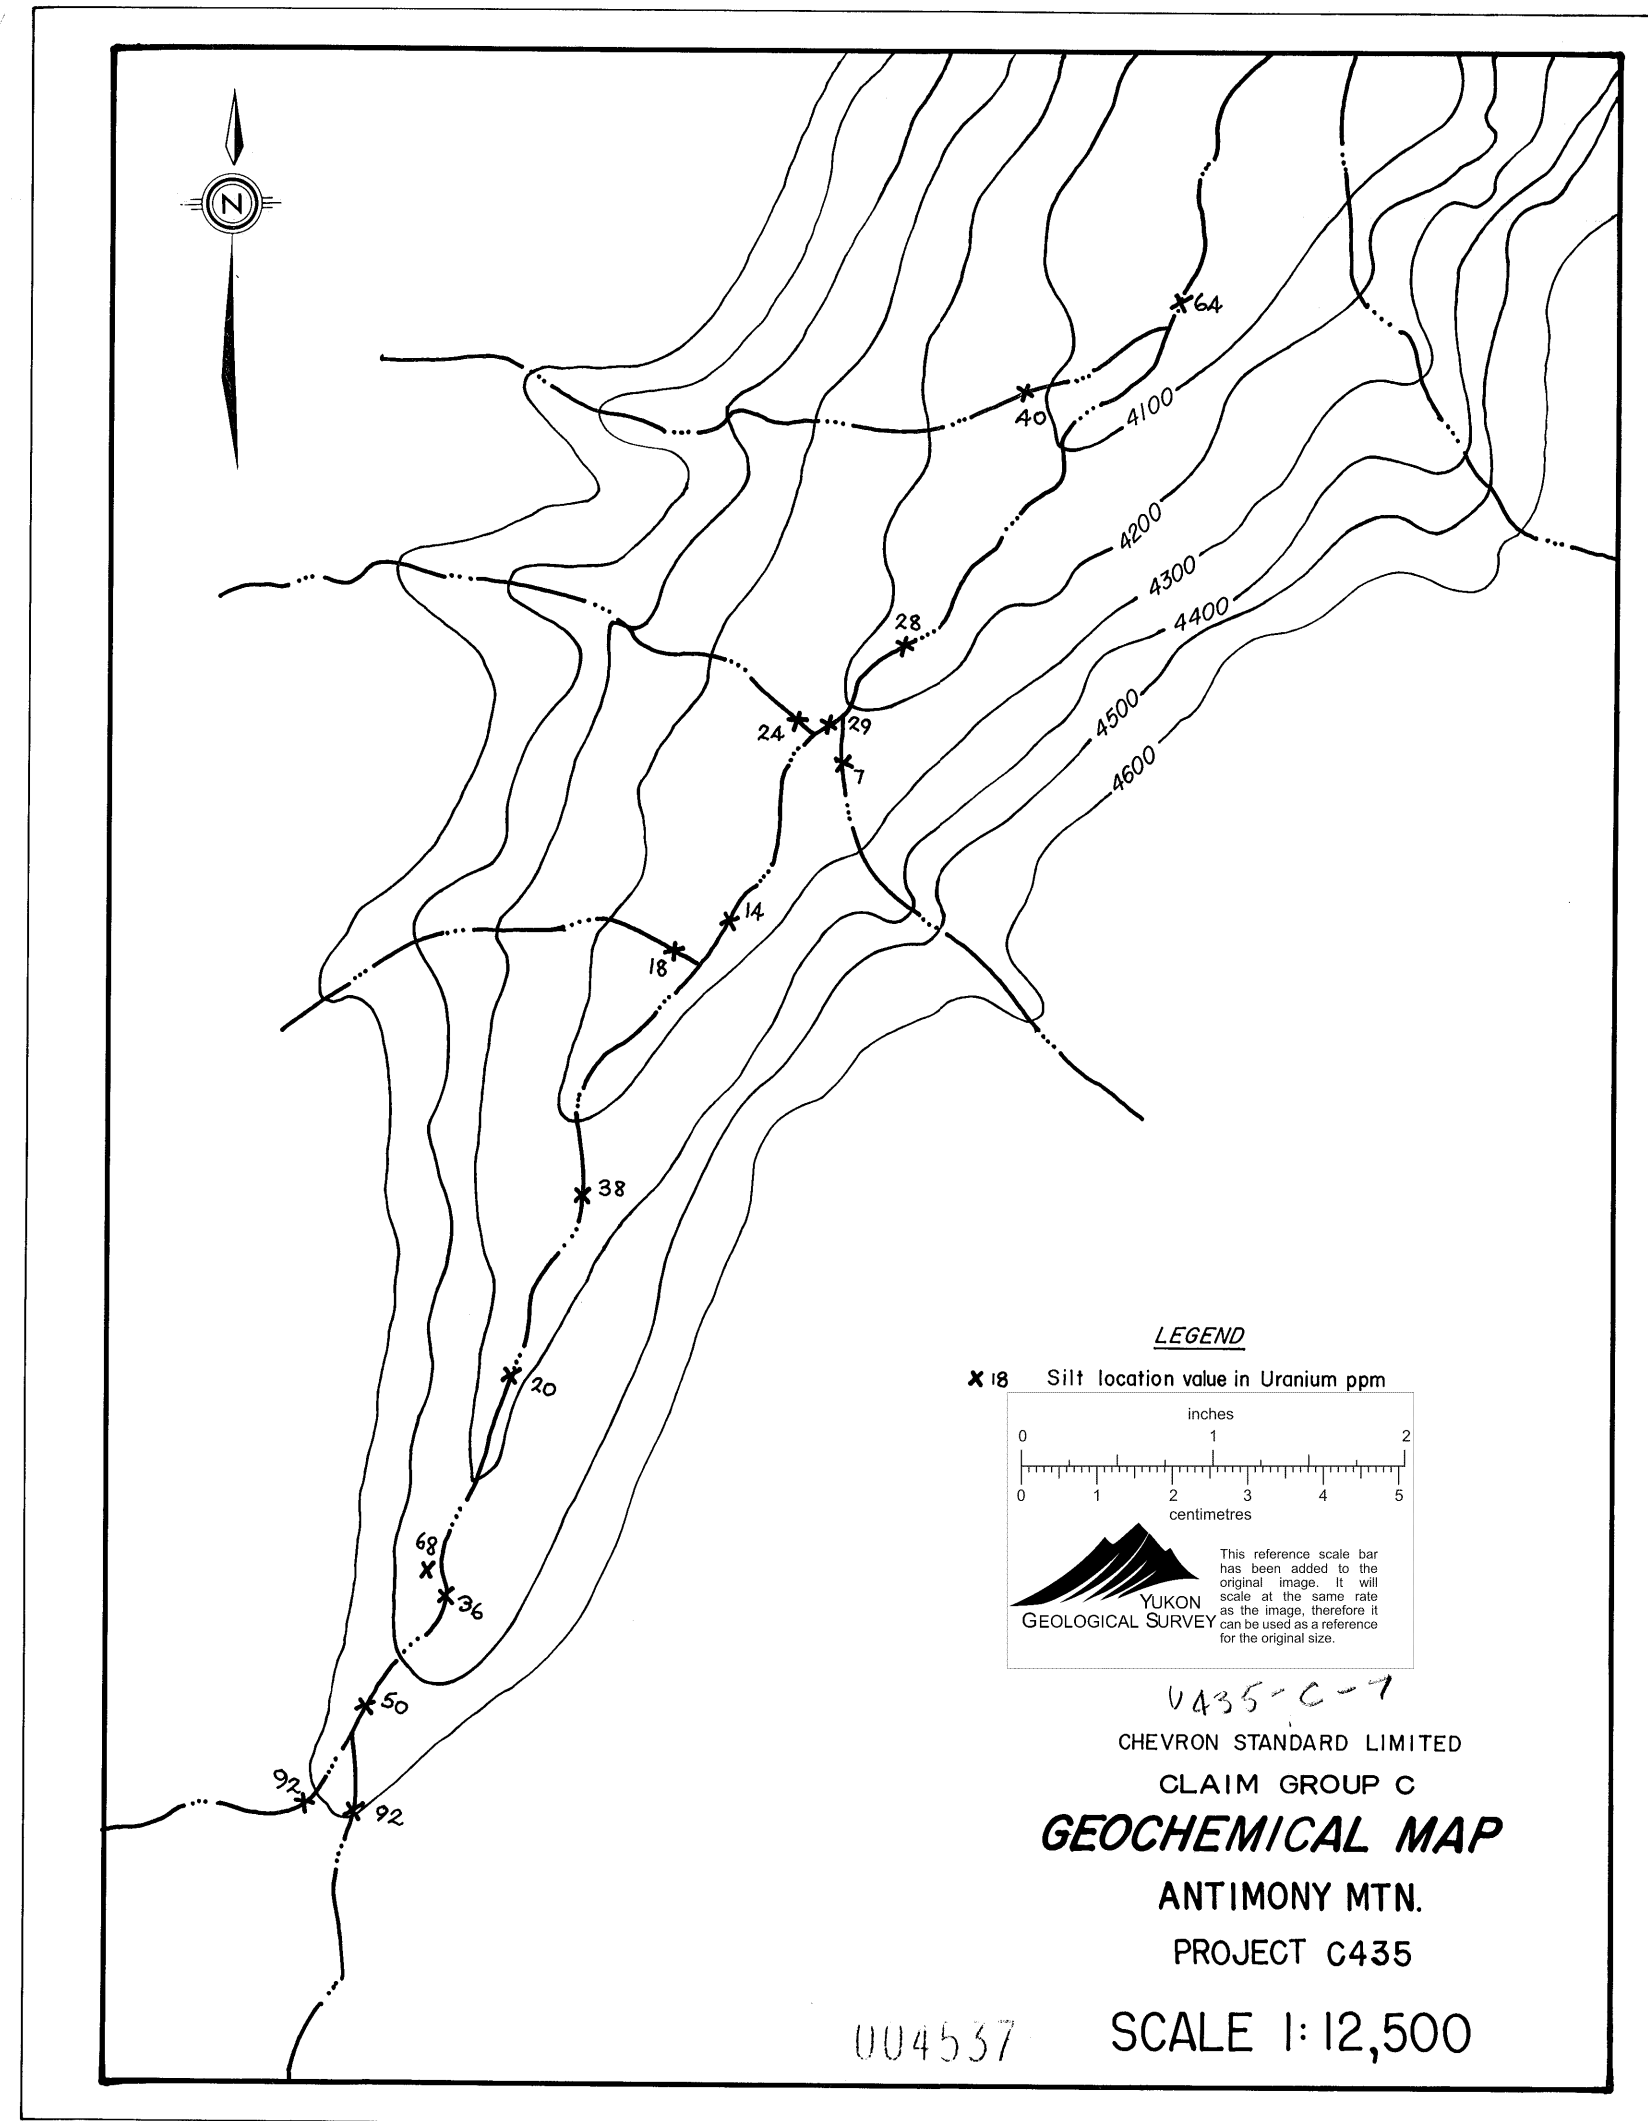 N
64
40
4100
4200
4300
28
4400
4500
24
29
7
4600
14
18
38
20
68
36
50
92
92
LEGEND
x 18 Silt location value in Uranium ppm
inches
0 1 2
0 1 2 3 4 5
centimetres
This reference scale bar
has been added to the
original image. It will
scale at the same rate
as the image, therefore it
can be used as a reference
for the original size.
YUKON
GEOLOGICAL SURVEY
U435-C-7
CHEVRON STANDARD LIMITED
CLAIM GROUP C
GEOCHEMICAL MAP
ANTIMONY MTN.
PROJECT C435
SCALE 1:12,500
004537